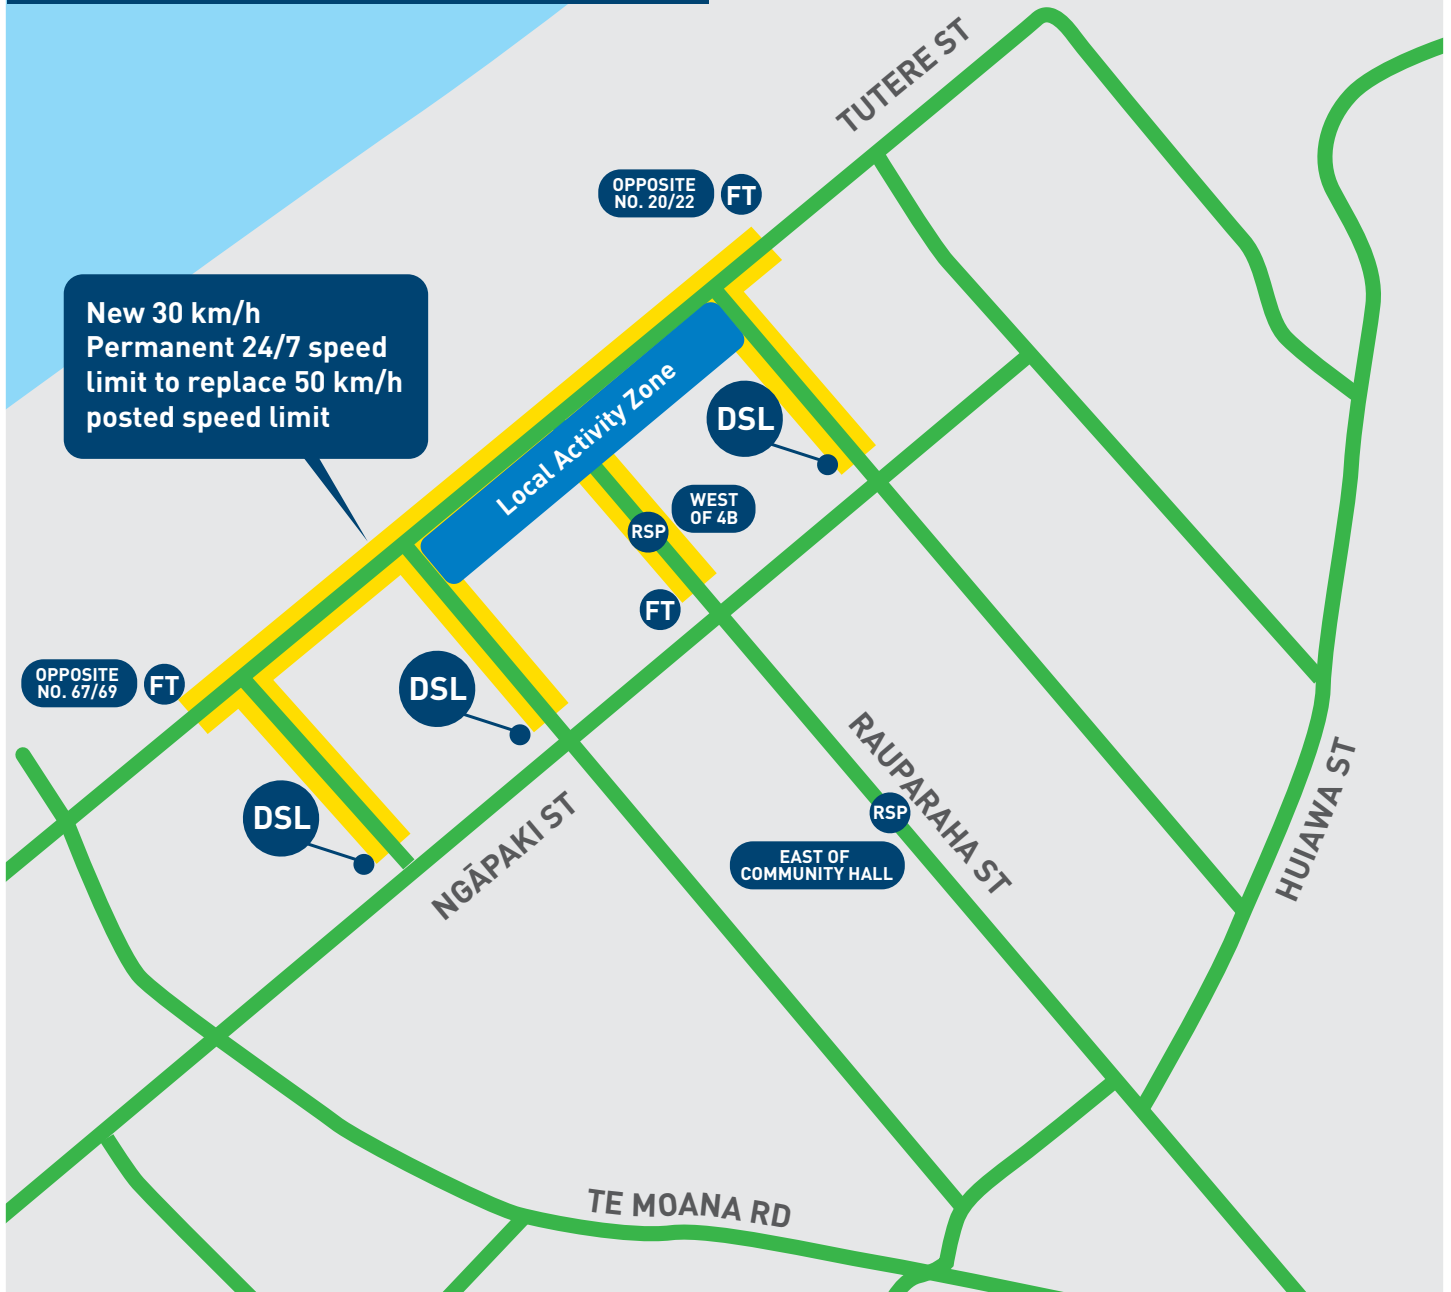 TUTERE ST
OPPOSITE
NO. 20/22
FT
New 30 km/h
Permanent 24/7 speed
limit to replace 50 km/h
posted speed limit
Local Activity Zone
DSL
WEST
OF 4B
RSP
FT
OPPOSITE
NO. 67/69
FT
DSL
DSL
NGĀPAKI ST
RAUPARAHA ST
RSP
EAST OF
COMMUNITY HALL
HUIAWA ST
TE MOANA RD